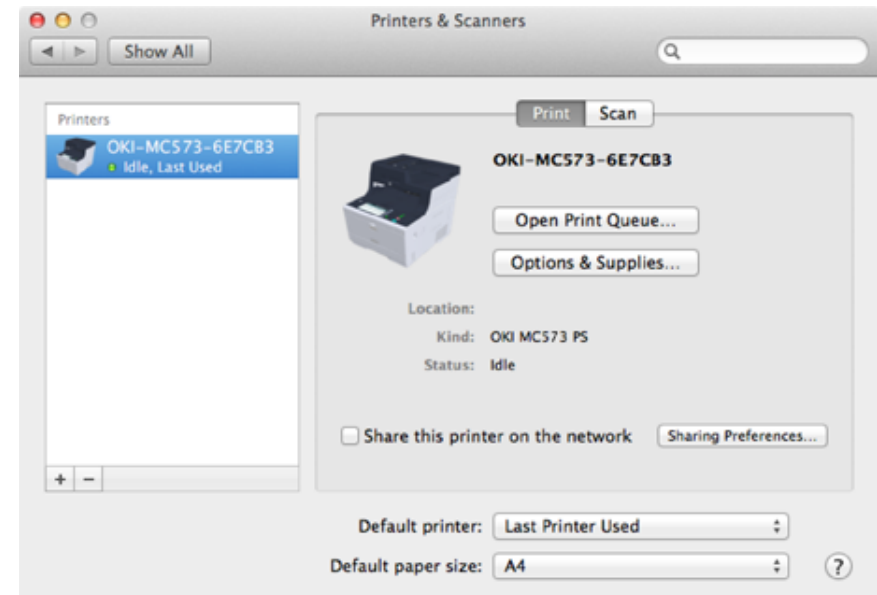 Printers & Scanners
Show All
Printers
OKI-MC573-6E7CB3
Idle, Last Used
Print Scan
OKI-MC573-6E7CB3
Open Print Queue...
Options & Supplies...
Location:
Kind: OKI MC573 PS
Status: Idle
Share this printer on the network Sharing Preferences...
+ −
Default printer: Last Printer Used
Default paper size: A4 ?